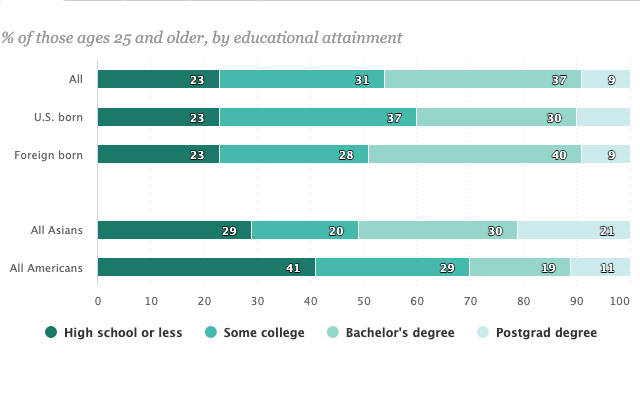 % of those ages 25 and older, by educational attainment
All 23 31 37 9
U.S. born 23 37 30
Foreign born 23 28 40 9
All Asians 29 20 30 21
All Americans 41 29 19 11
0 10 20 30 40 50 60 70 80 90 100
High school or less Some college Bachelor's degree Postgrad degree